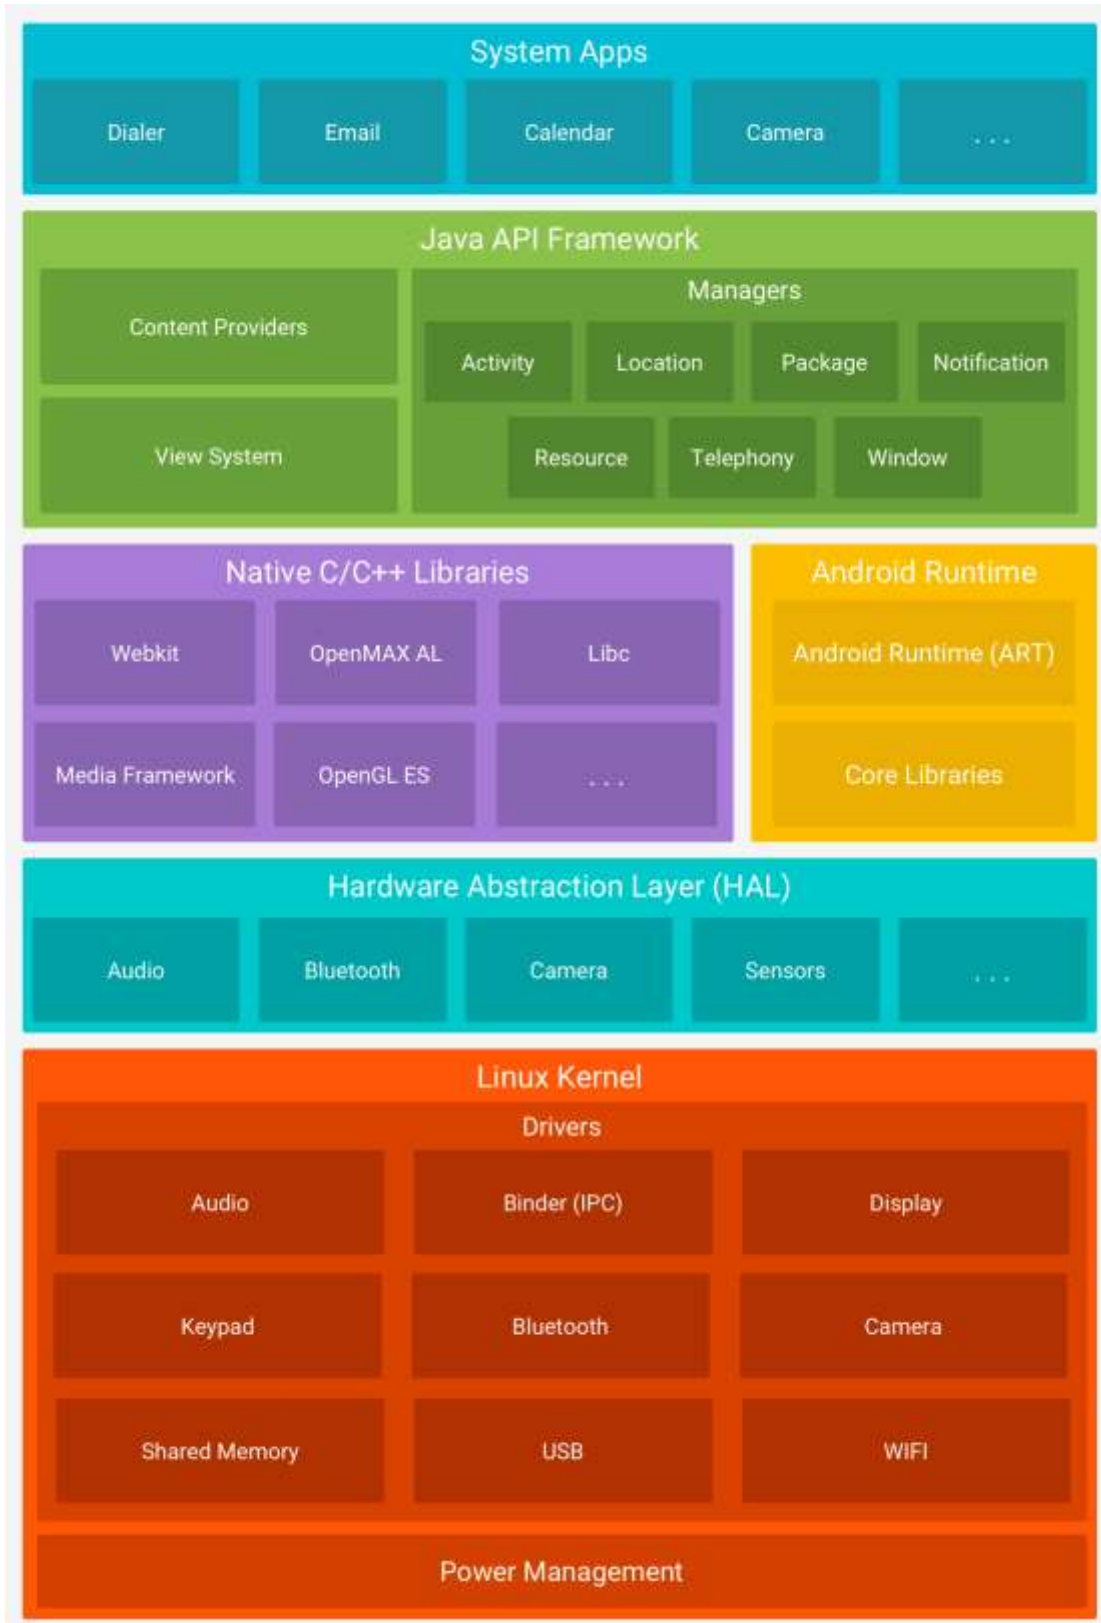 System Apps
Dialer Email Calendar Camera . . .
Java API Framework
Content Providers
View System
Managers
Activity Location Package Notification
Resource Telephony Window
Native C/C++ Libraries
Webkit OpenMAX AL Libc
Media Framework OpenGL ES . . .
Android Runtime
Android Runtime (ART)
Core Libraries
Hardware Abstraction Layer (HAL)
Audio Bluetooth Camera Sensors . . .
Linux Kernel
Drivers
Audio Binder (IPC) Display
Keypad Bluetooth Camera
Shared Memory USB WIFI
Power Management